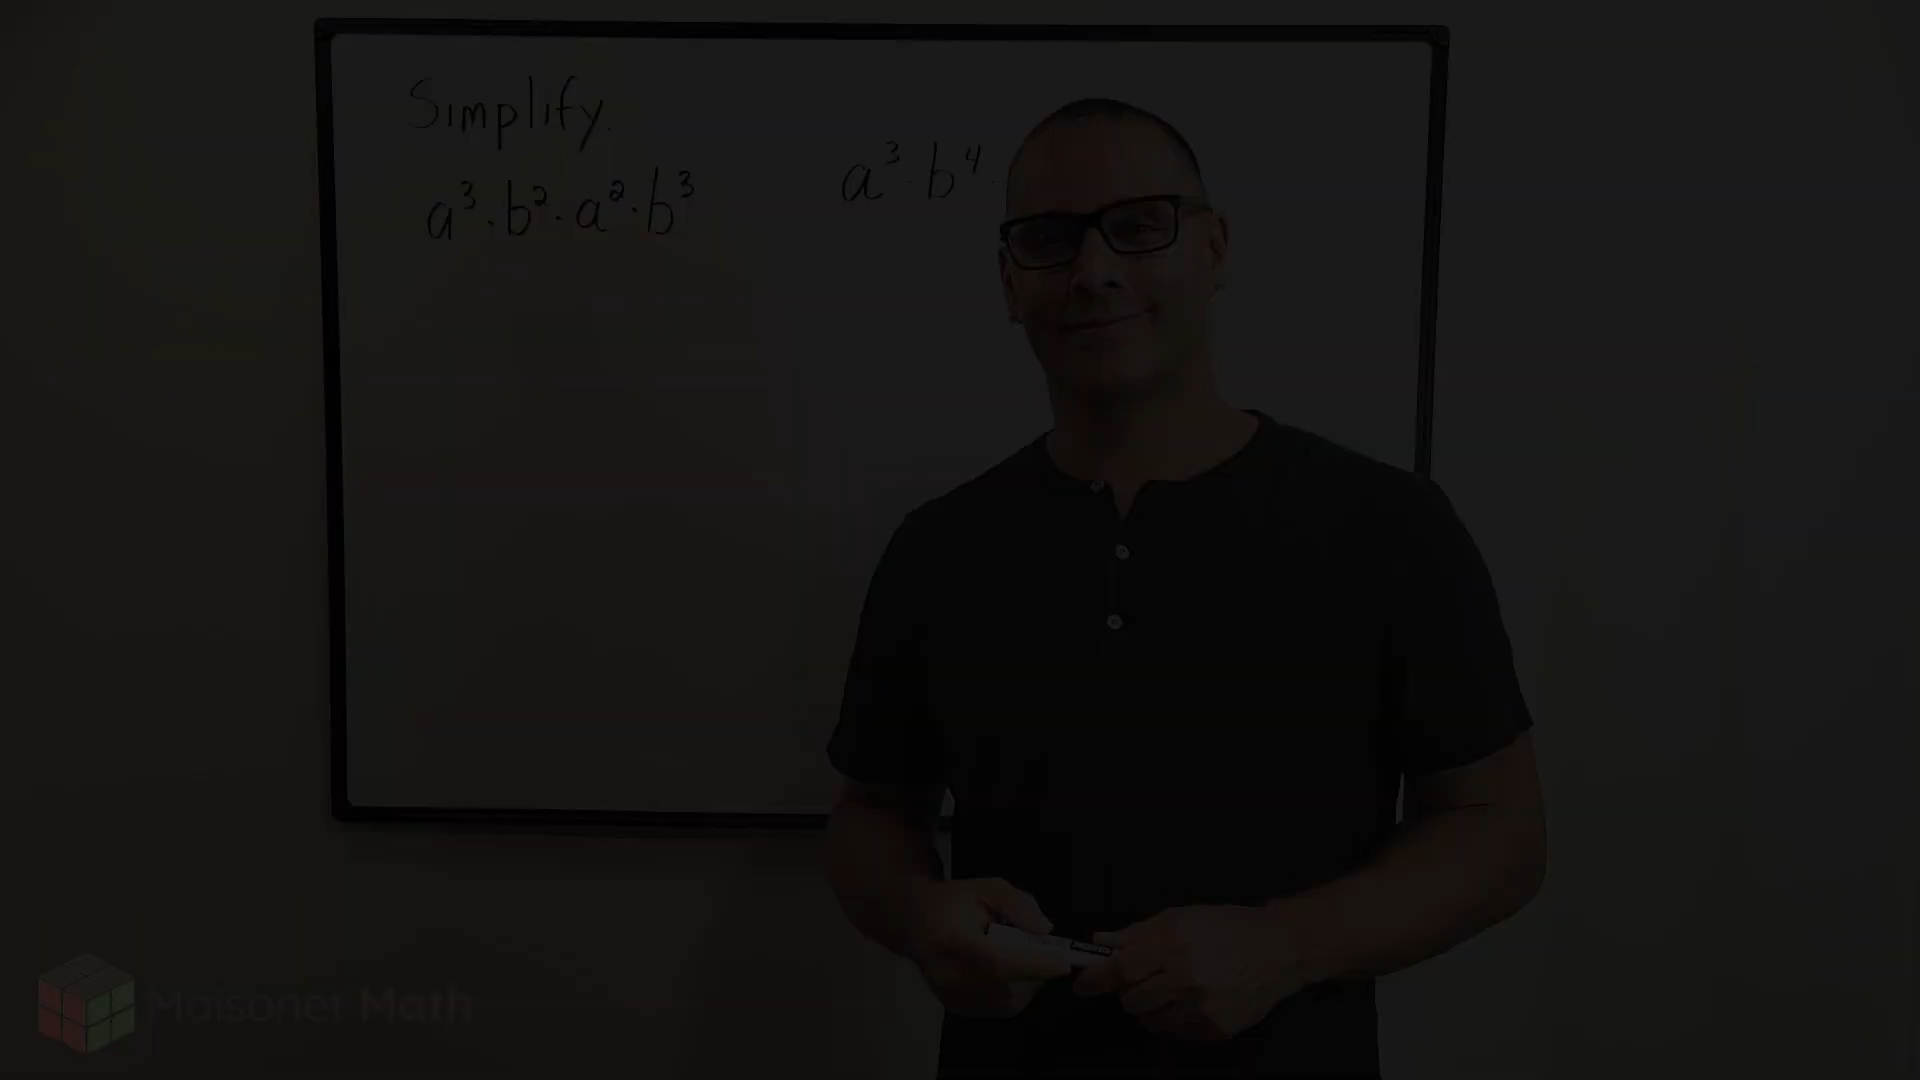 Simplify.
a³·b²·a²·b³
a³·b⁴·
Maisonet Math